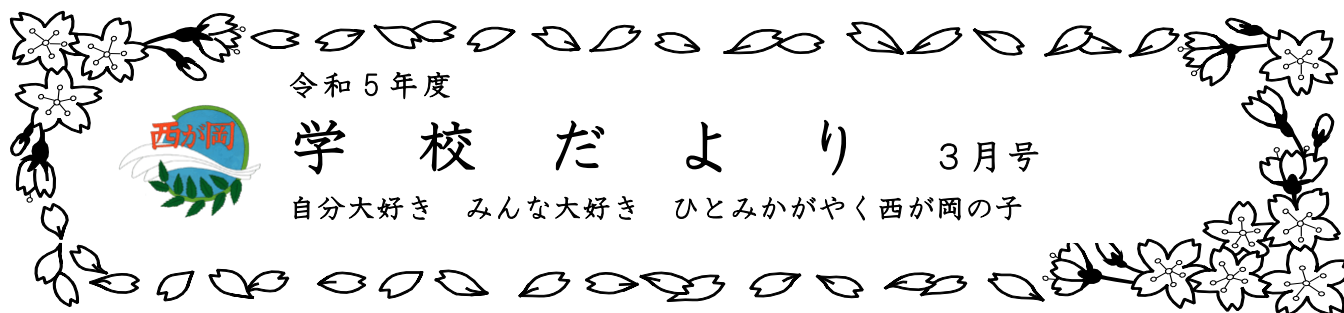 令和5年度
西が岡
学校だより 3月号
自分大好き みんな大好き ひとみかがやく西が岡の子